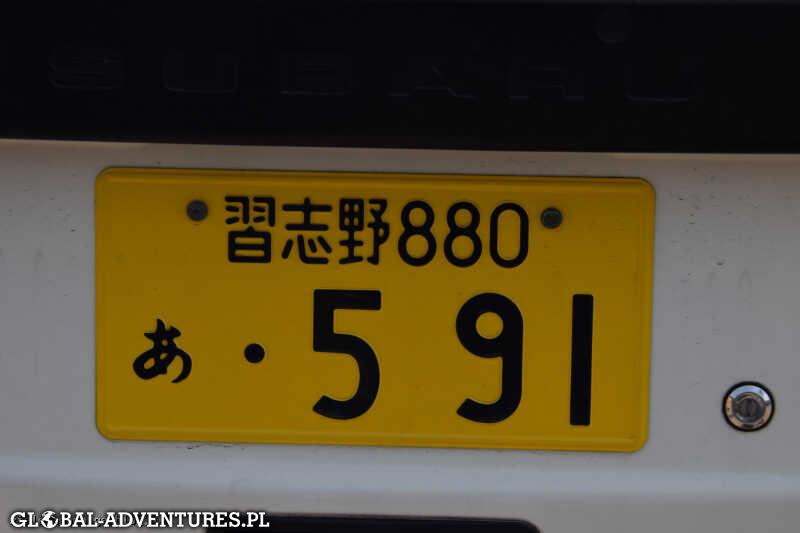 SUBARU
習志野880
あ ・591
GLOBAL-ADVENTURES.PL